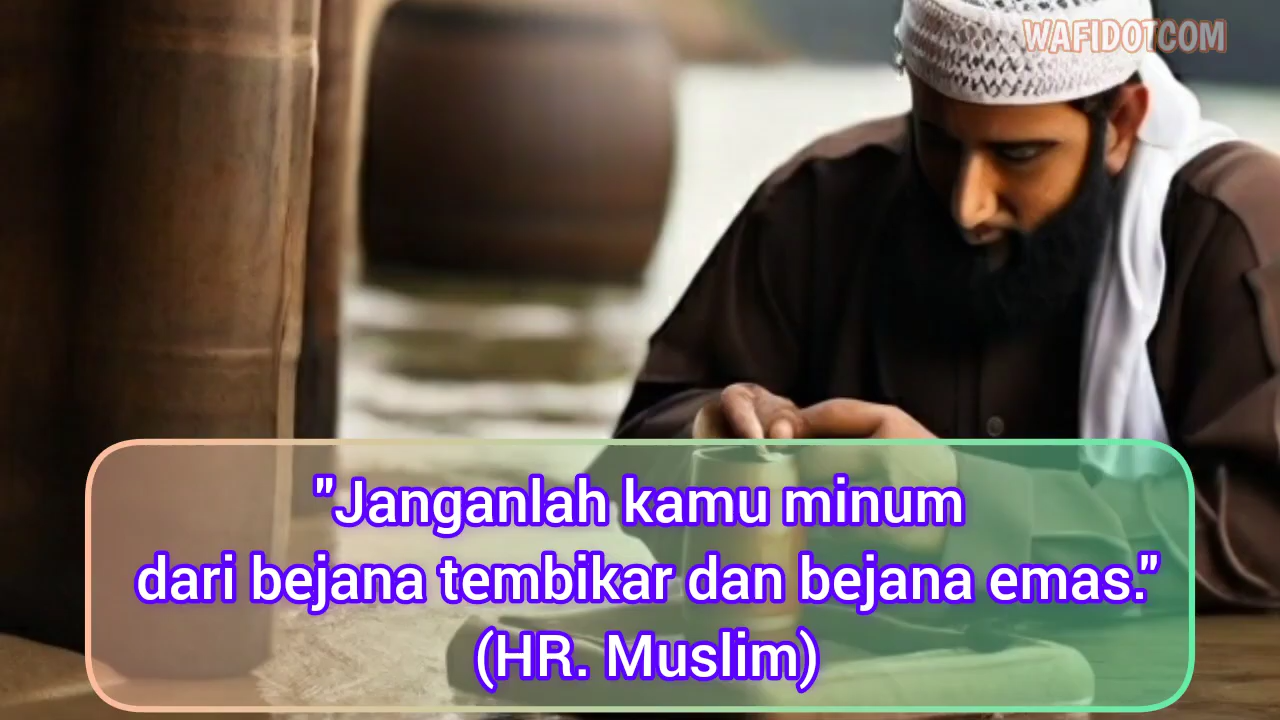 WAFIDOTCOM
"Janganlah kamu minum
dari bejana tembikar dan bejana emas."
(HR. Muslim)